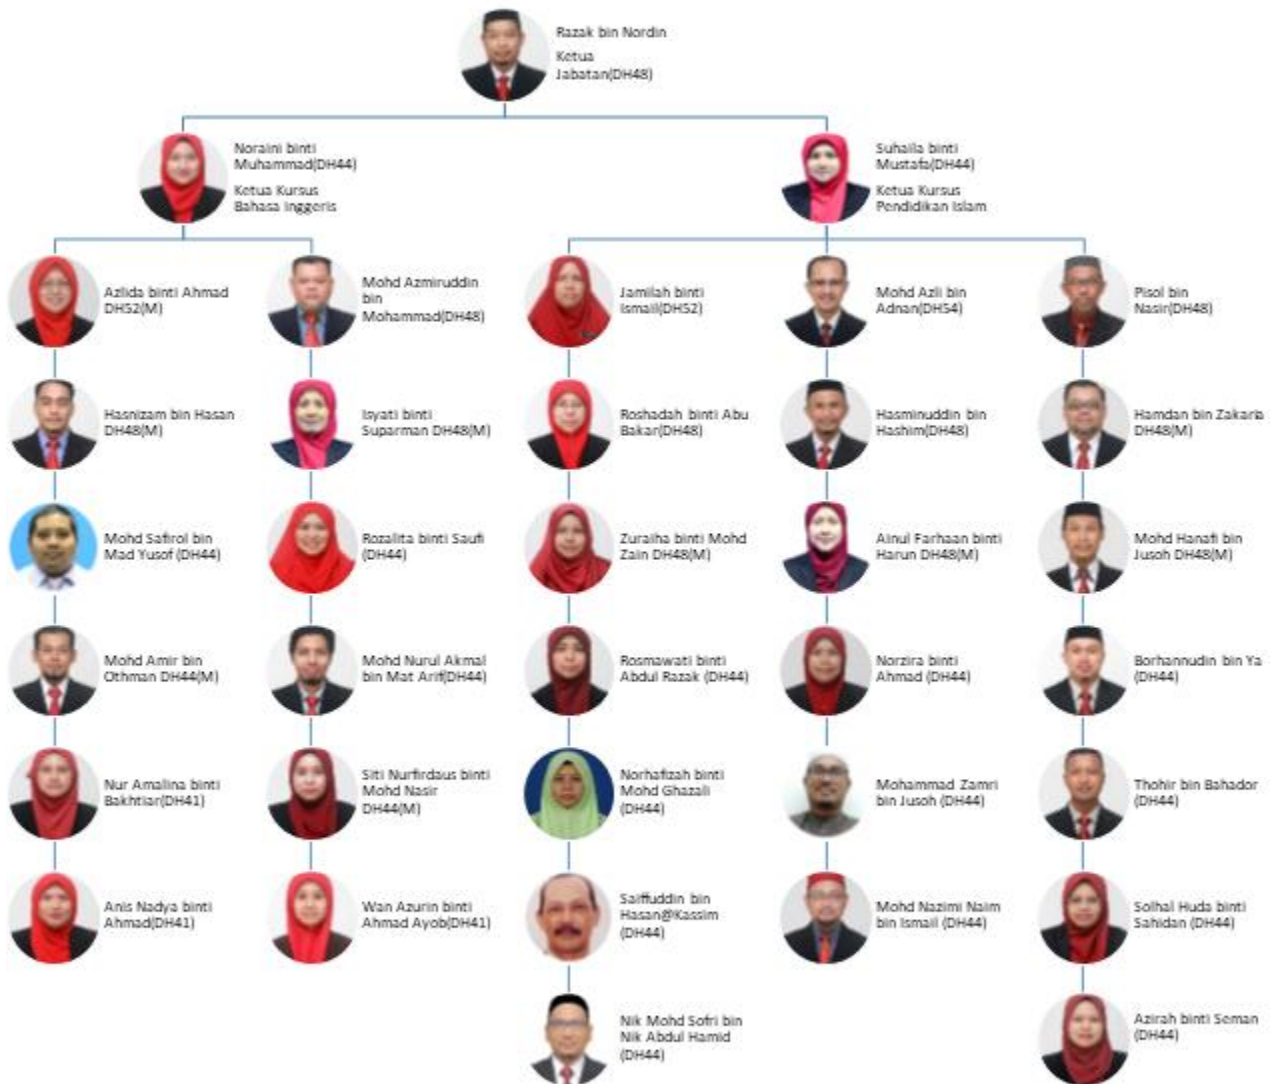 Razak bin Nordin
Ketua
Jabatan(DH48)
Noraini binti
Muhammad(DH44)
Ketua Kursus
Bahasa Inggeris
Suhaila binti
Mustafa(DH44)
Ketua Kursus
Pendidikan Islam
Azlida binti Ahmad
DH52(M)
Mohd Azmiruddin
bin
Mohammad(DH48)
Jamilah binti
Ismail(DH52)
Mohd Azli bin
Adnan(DH54)
Pisol bin
Nasir(DH48)
Hasnizam bin Hasan
DH48(M)
Isyati binti
Suparman DH48(M)
Roshadah binti Abu
Bakar(DH48)
Hasminuddin bin
Hashim(DH48)
Hamdan bin Zakaria
DH48(M)
Mohd Safirol bin
Mad Yusof (DH44)
Rozalita binti Saufi
(DH44)
Zuraiha binti Mohd
Zain DH48(M)
Ainul Farhaan binti
Harun DH48(M)
Mohd Hanafi bin
Jusoh DH48(M)
Mohd Amir bin
Othman DH44(M)
Mohd Nurul Akmal
bin Mat Arif(DH44)
Rosmawati binti
Abdul Razak (DH44)
Norzira binti
Ahmad (DH44)
Borhannudin bin Ya
(DH44)
Nur Amalina binti
Bakhtiar(DH41)
Siti Nurfirdaus binti
Mohd Nasir
DH44(M)
Norhafizah binti
Mohd Ghazali
(DH44)
Mohammad Zamri
bin Jusoh (DH44)
Thohir bin Bahador
(DH44)
Anis Nadya binti
Ahmad(DH41)
Wan Azurin binti
Ahmad Ayob(DH41)
Saiffuddin bin
Hasan@Kassim
(DH44)
Mohd Nazimi Naim
bin Ismail (DH44)
Solhal Huda binti
Sahidan (DH44)
Nik Mohd Sofri bin
Nik Abdul Hamid
(DH44)
Azirah binti Seman
(DH44)